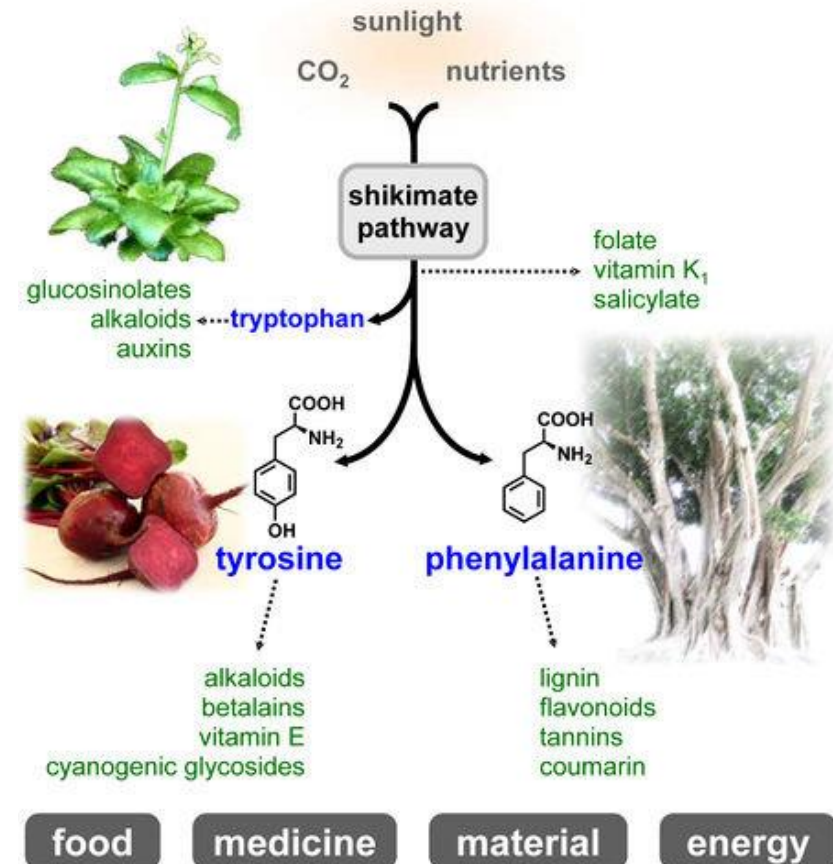 sunlight
CO₂ nutrients
shikimate
pathway
folate
vitamin K₁
salicylate
glucosinolates
alkaloids
auxins
tryptophan
COOH
NH₂
OH
tyrosine
COOH
NH₂
phenylalanine
alkaloids
betalains
vitamin E
cyanogenic glycosides
lignin
flavonoids
tannins
coumarin
food medicine material energy